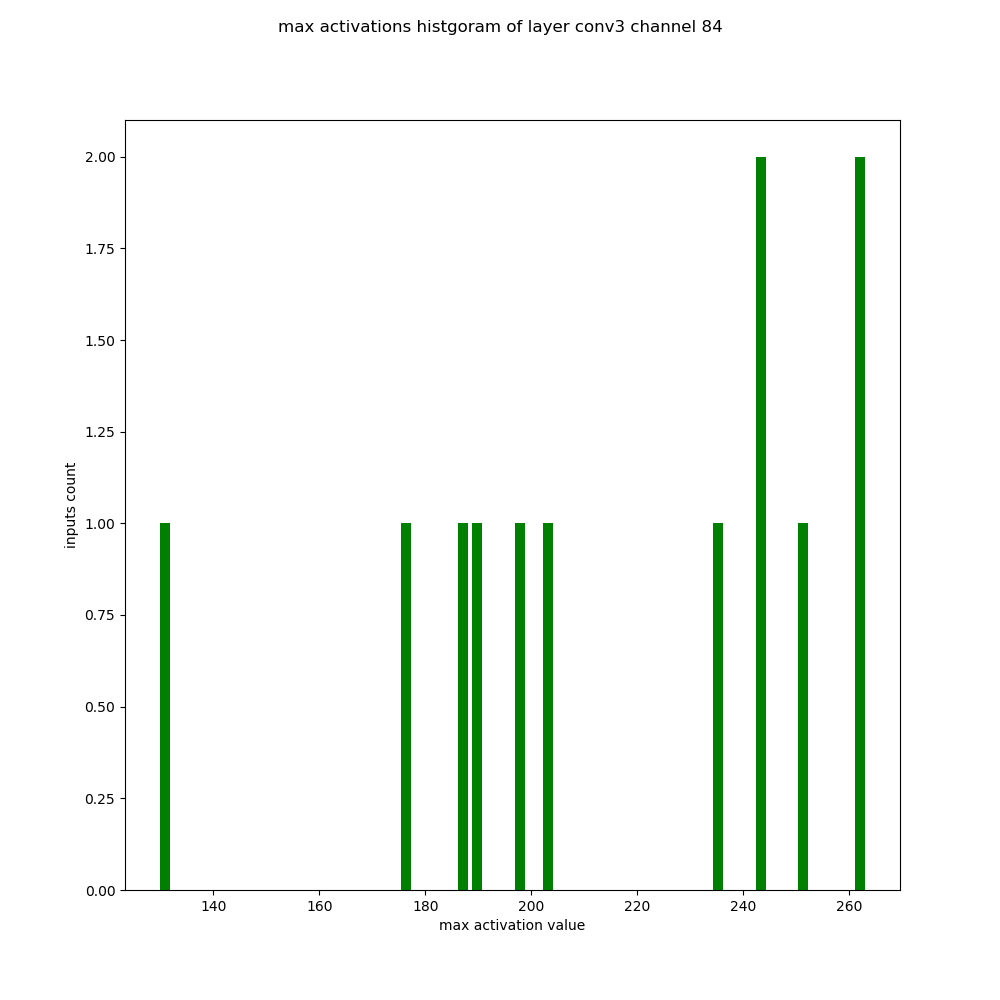 max activations histgoram of layer conv3 channel 84
2.00
1.75
1.50
1.25
1.00
0.75
0.50
0.25
0.00
inputs count
140 160 180 200 220 240 260
max activation value